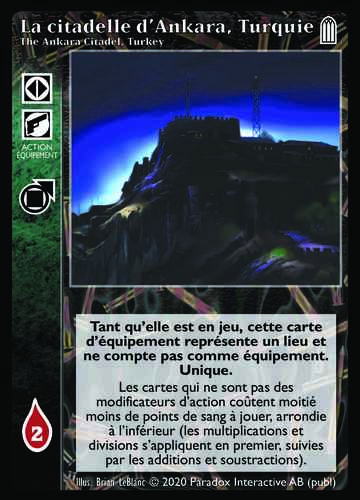 La citadelle d'Ankara, Turquie
The Ankara Citadel, Turkey
ACTION
ÉQUIPEMENT
Tant qu'elle est en jeu, cette carte
d'équipement représente un lieu et
ne compte pas comme équipement.
Unique.
Les cartes qui ne sont pas des
modificateurs d'action coûtent moitié
moins de points de sang à jouer, arrondie
à l'inférieur (les multiplications et
divisions s'appliquent en premier, suivies
par les additions et soustractions).
2
Illus: Brian LeBlanc © 2020 Paradox Interactive AB (publ)